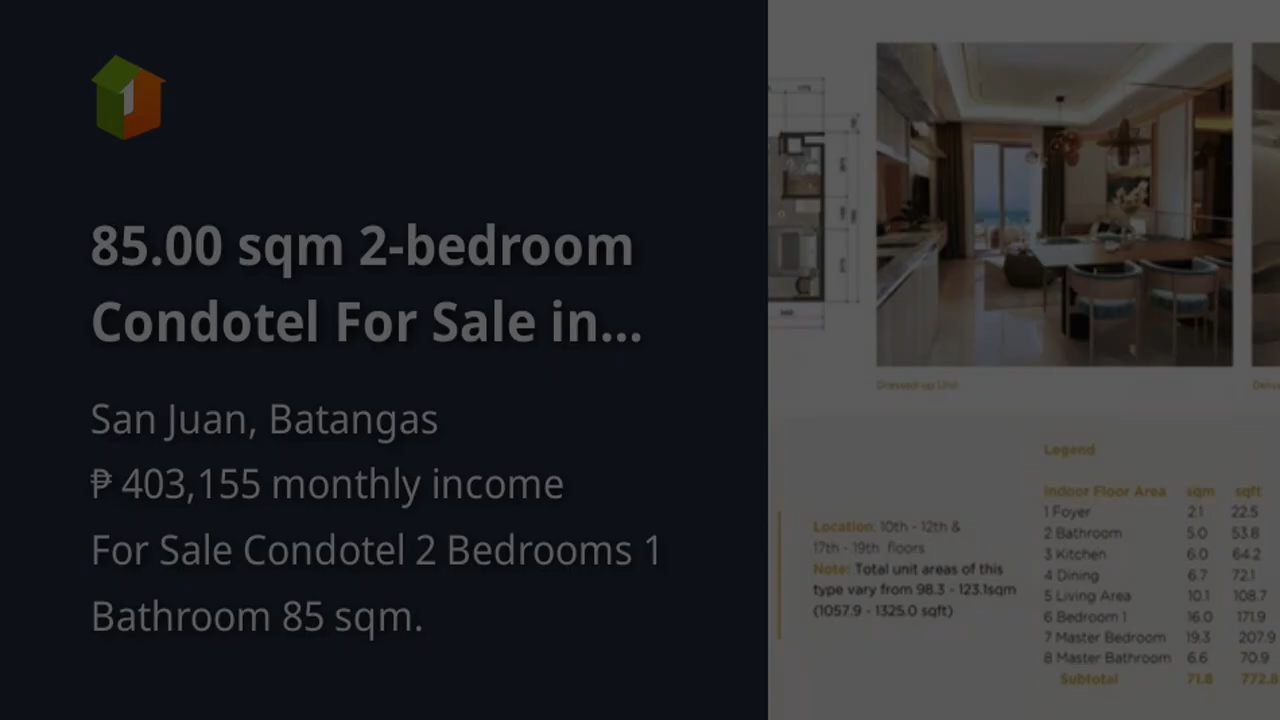 85.00 sqm 2-bedroom
Condotel For Sale in...
San Juan, Batangas
₱ 403,155 monthly income
For Sale Condotel 2 Bedrooms 1
Bathroom 85 sqm.
Dressed-up Unit
Location: 10th - 12th &
17th - 19th floors
Note: Total unit areas of this
type vary from 98.3 - 123.1sqm
(1057.9 - 1325.0 sqft)
Legend
Indoor Floor Area sqm sqft
1 Foyer 2.1 22.5
2 Bathroom 5.0 53.8
3 Kitchen 6.0 64.2
4 Dining 6.7 72.1
5 Living Area 10.1 108.7
6 Bedroom 1 16.0 171.9
7 Master Bedroom 19.3 207.9
8 Master Bathroom 6.6 70.9
Subtotal 71.8 772.8